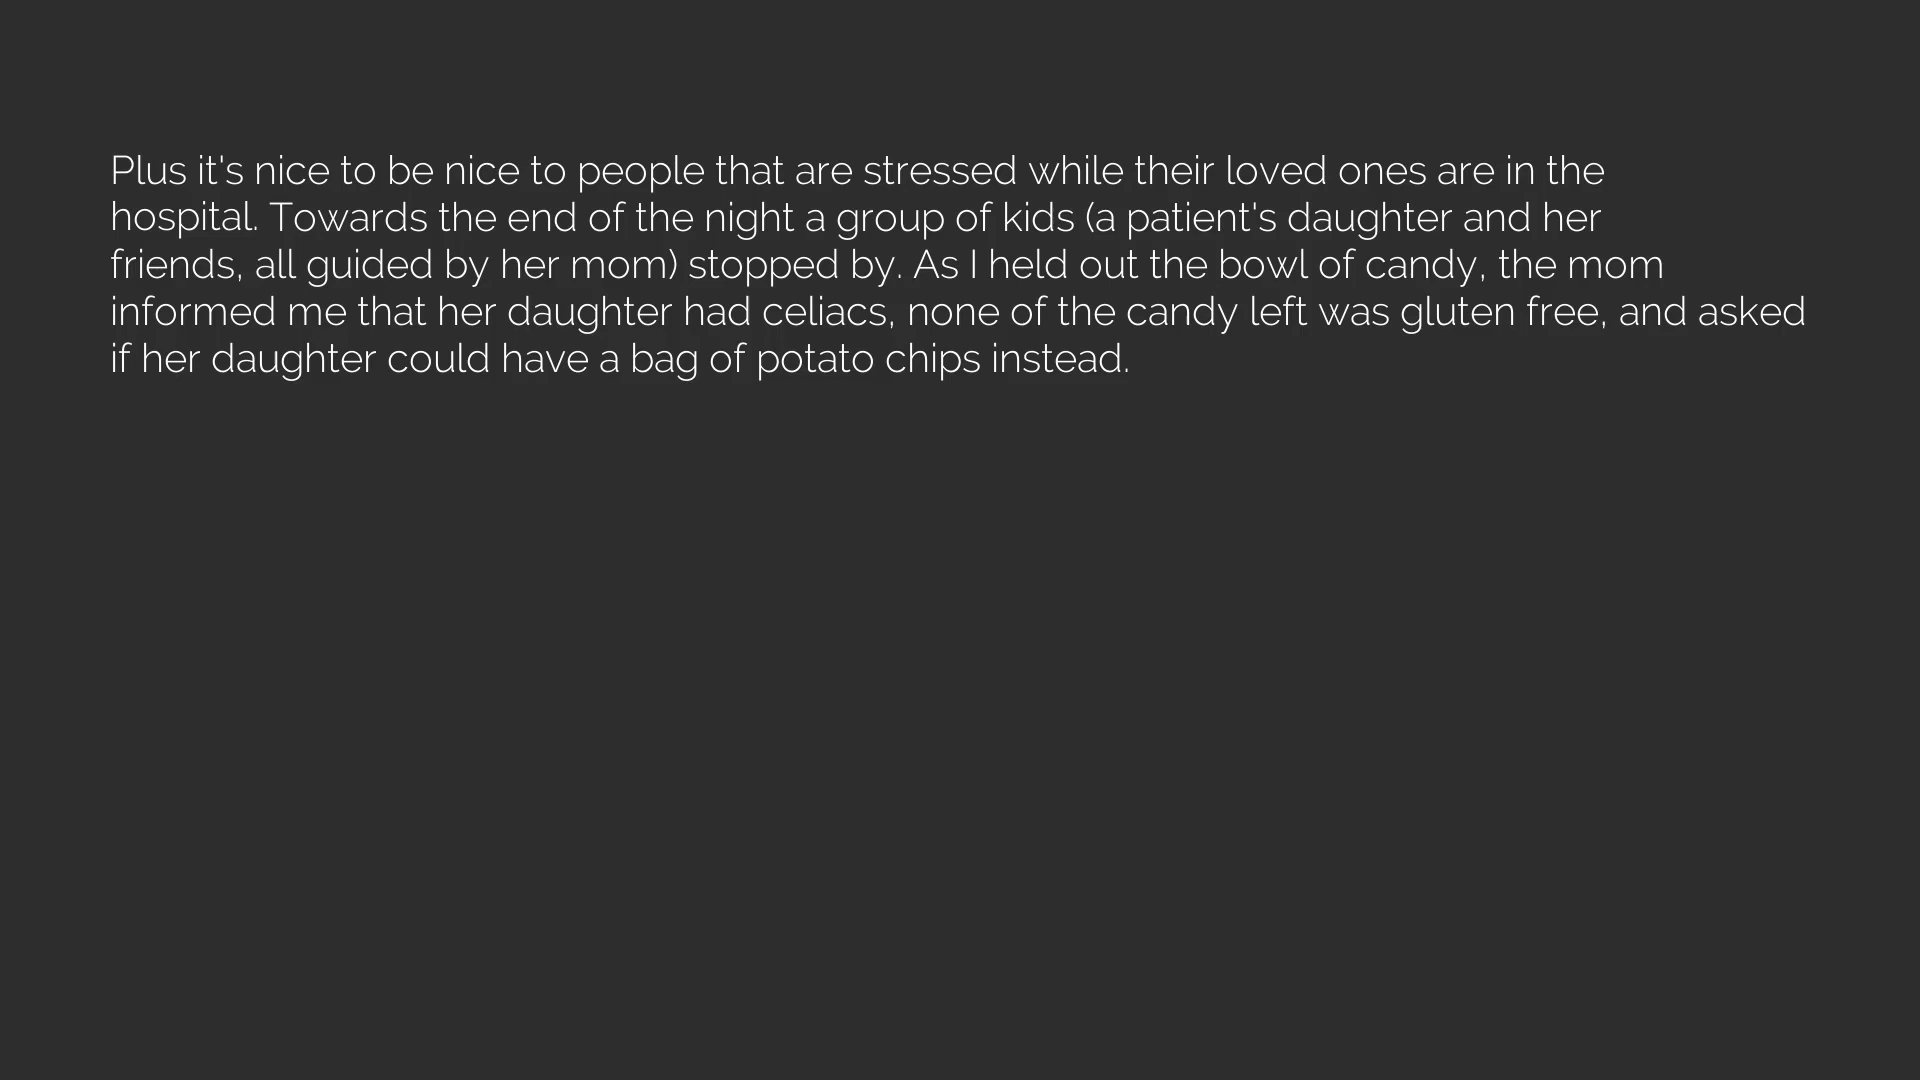 Plus it's nice to be nice to people that are stressed while their loved ones are in the
hospital. Towards the end of the night a group of kids (a patient's daughter and her
friends, all guided by her mom) stopped by. As I held out the bowl of candy, the mom
informed me that her daughter had celiacs, none of the candy left was gluten free, and asked
if her daughter could have a bag of potato chips instead.